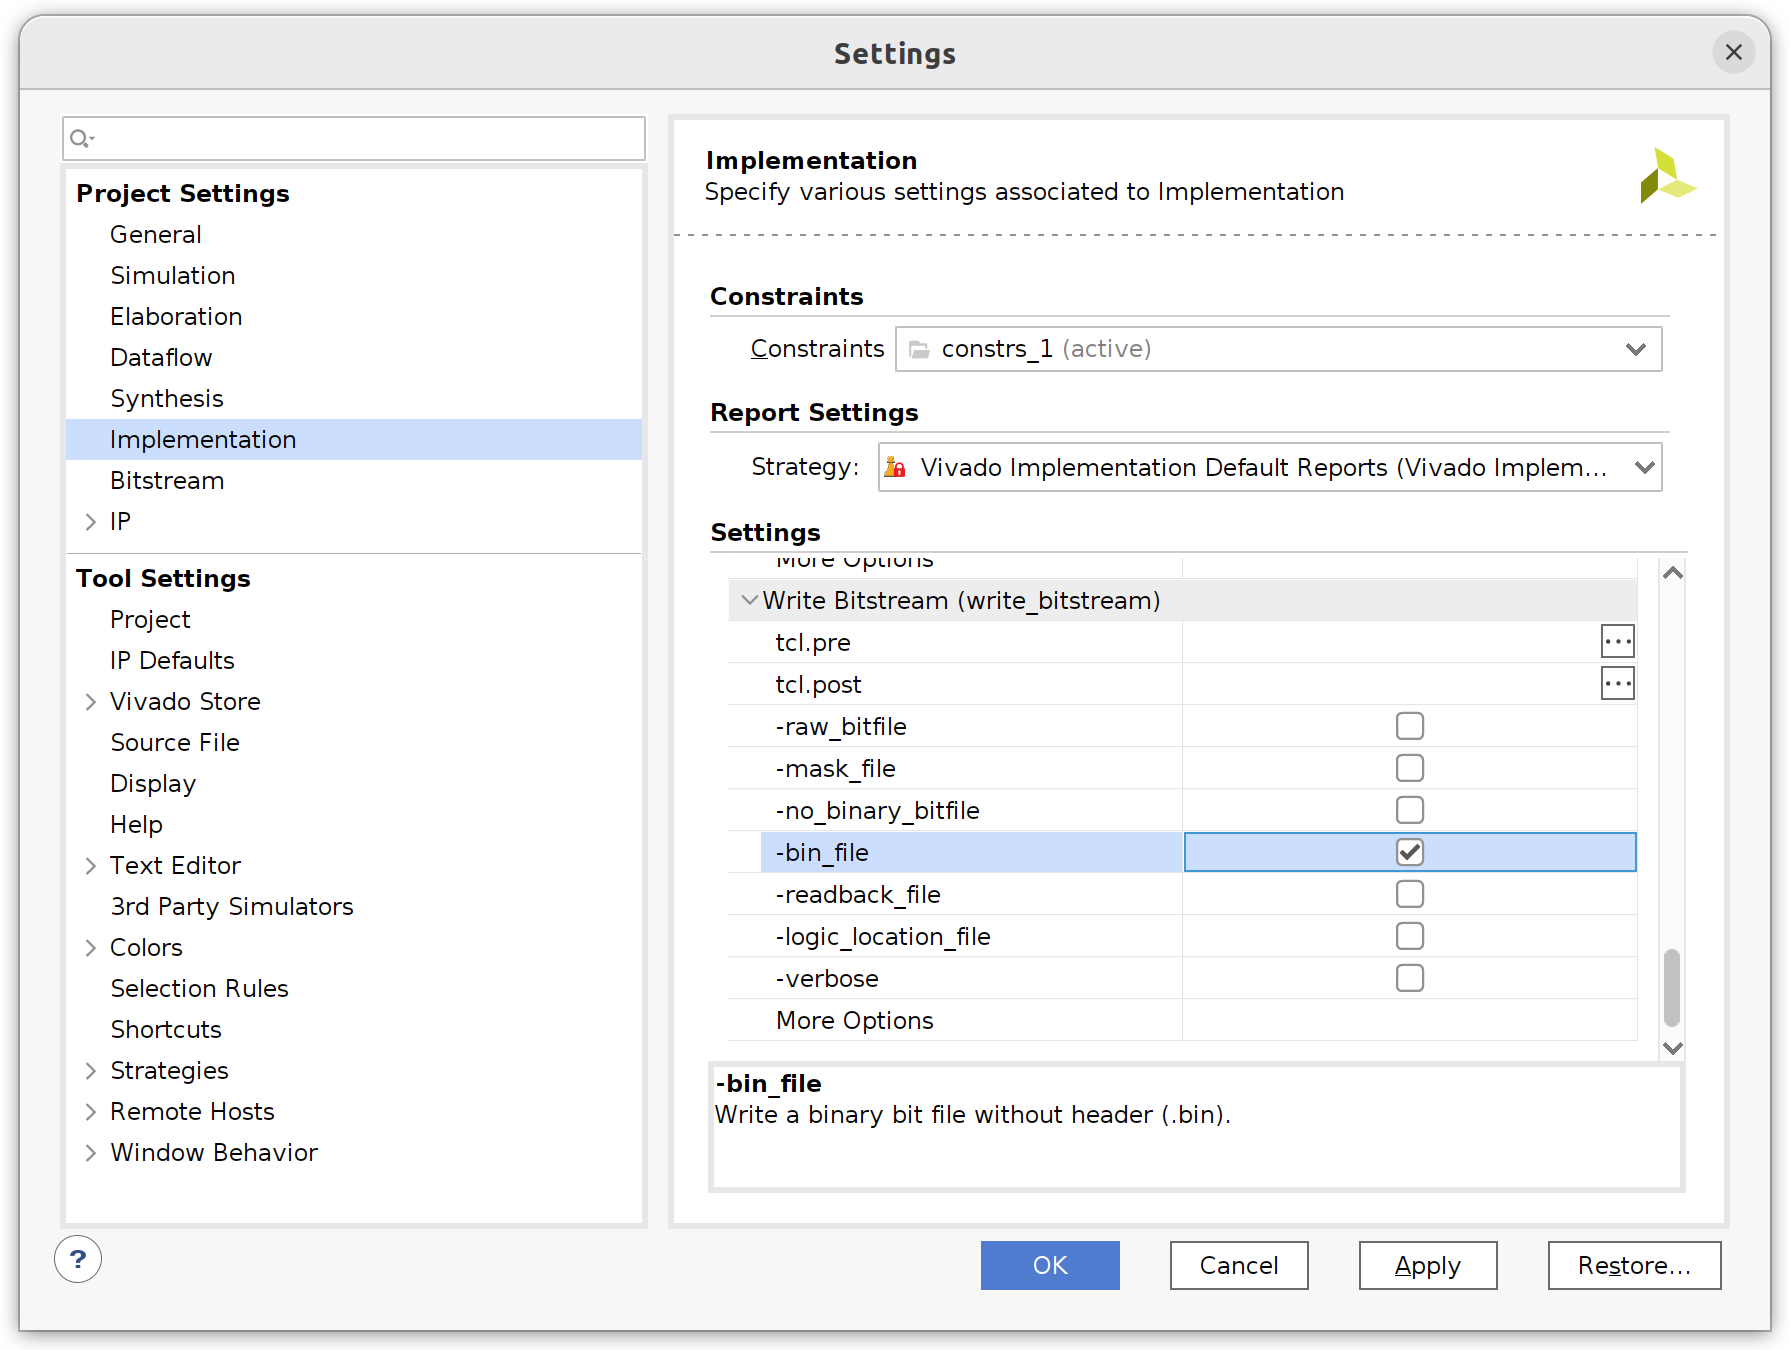 Settings
Project Settings
General
Simulation
Elaboration
Dataflow
Synthesis
Implementation
Bitstream
IP
Tool Settings
Project
IP Defaults
Vivado Store
Source File
Display
Help
Text Editor
3rd Party Simulators
Colors
Selection Rules
Shortcuts
Strategies
Remote Hosts
Window Behavior
Implementation
Specify various settings associated to Implementation
Constraints
Constraints constrs_1 (active)
Report Settings
Strategy: Vivado Implementation Default Reports (Vivado Implem...
Settings
More Options
Write Bitstream (write_bitstream)
tcl.pre ...
tcl.post ...
-raw_bitfile
-mask_file
-no_binary_bitfile
-bin_file
-readback_file
-logic_location_file
-verbose
More Options
-bin_file
Write a binary bit file without header (.bin).
? OK Cancel Apply Restore...